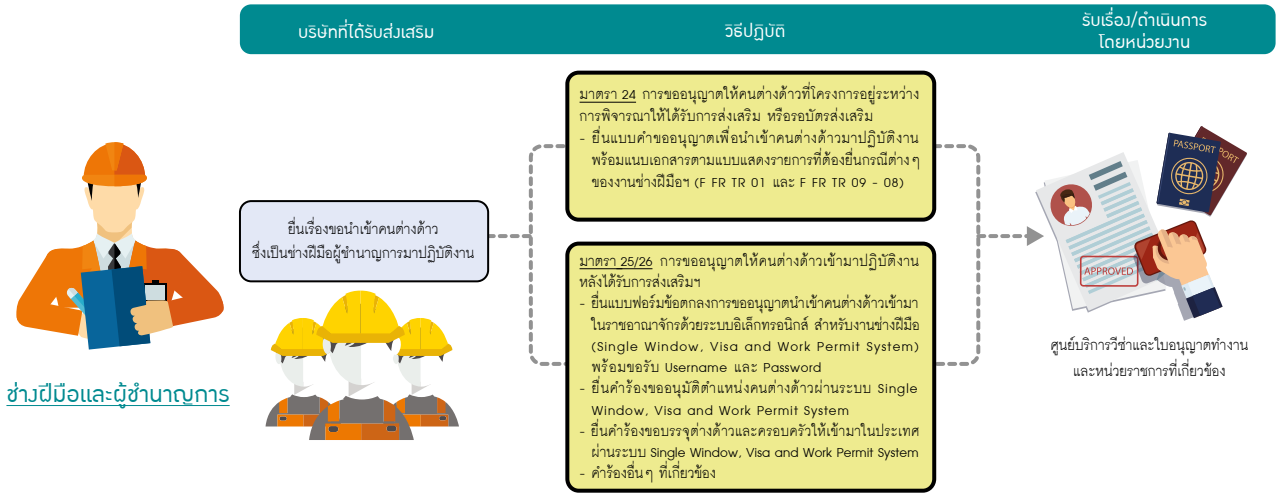 บริษัทที่ได้รับส่งเสริม
วิธีปฏิบัติ
รับเรื่อง/ดำเนินการ
โดยหน่วยงาน
ช่างฝีมือและผู้ชำนาญการ
ยื่นเรื่องขอนำเข้าคนต่างด้าว
ซึ่งเป็นช่างฝีมือผู้ชำนาญการมาปฏิบัติงาน
มาตรา 24 การขออนุญาตให้คนต่างด้าวที่โครงการอยู่ระหว่าง
การพิจารณาให้ได้รับการส่งเสริม หรือรอบัตรส่งเสริม
- ยื่นแบบคำขออนุญาตเพื่อนำเข้าคนต่างด้าวมาปฏิบัติงาน
พร้อมแนบเอกสารตามแบบแสดงรายการที่ต้องยื่นกรณีต่างๆ
ของงานช่างฝีมือฯ (F FR TR 01 และ F FR TR 09 - 08)
มาตรา 25/26 การขออนุญาตให้คนต่างด้าวเข้ามาปฏิบัติงาน
หลังได้รับการส่งเสริมฯ
- ยื่นแบบฟอร์มข้อตกลงการขออนุญาตนำเข้าคนต่างด้าวเข้ามา
ในราชอาณาจักรด้วยระบบอิเล็กทรอนิกส์ สำหรับงานช่างฝีมือ
(Single Window, Visa and Work Permit System)
พร้อมขอรับ Username และ Password
- ยื่นคำร้องขออนุมัติตำแหน่งคนต่างด้าวผ่านระบบ Single
Window, Visa and Work Permit System
- ยื่นคำร้องขอบรรจุต่างด้าวและครอบครัวให้เข้ามาในประเทศ
ผ่านระบบ Single Window, Visa and Work Permit System
- คำร้องอื่นๆ ที่เกี่ยวข้อง
PASSPORT
PORT
APPROVED
ศูนย์บริการวีซ่าและใบอนุญาตทำงาน
และหน่วยราชการที่เกี่ยวข้อง